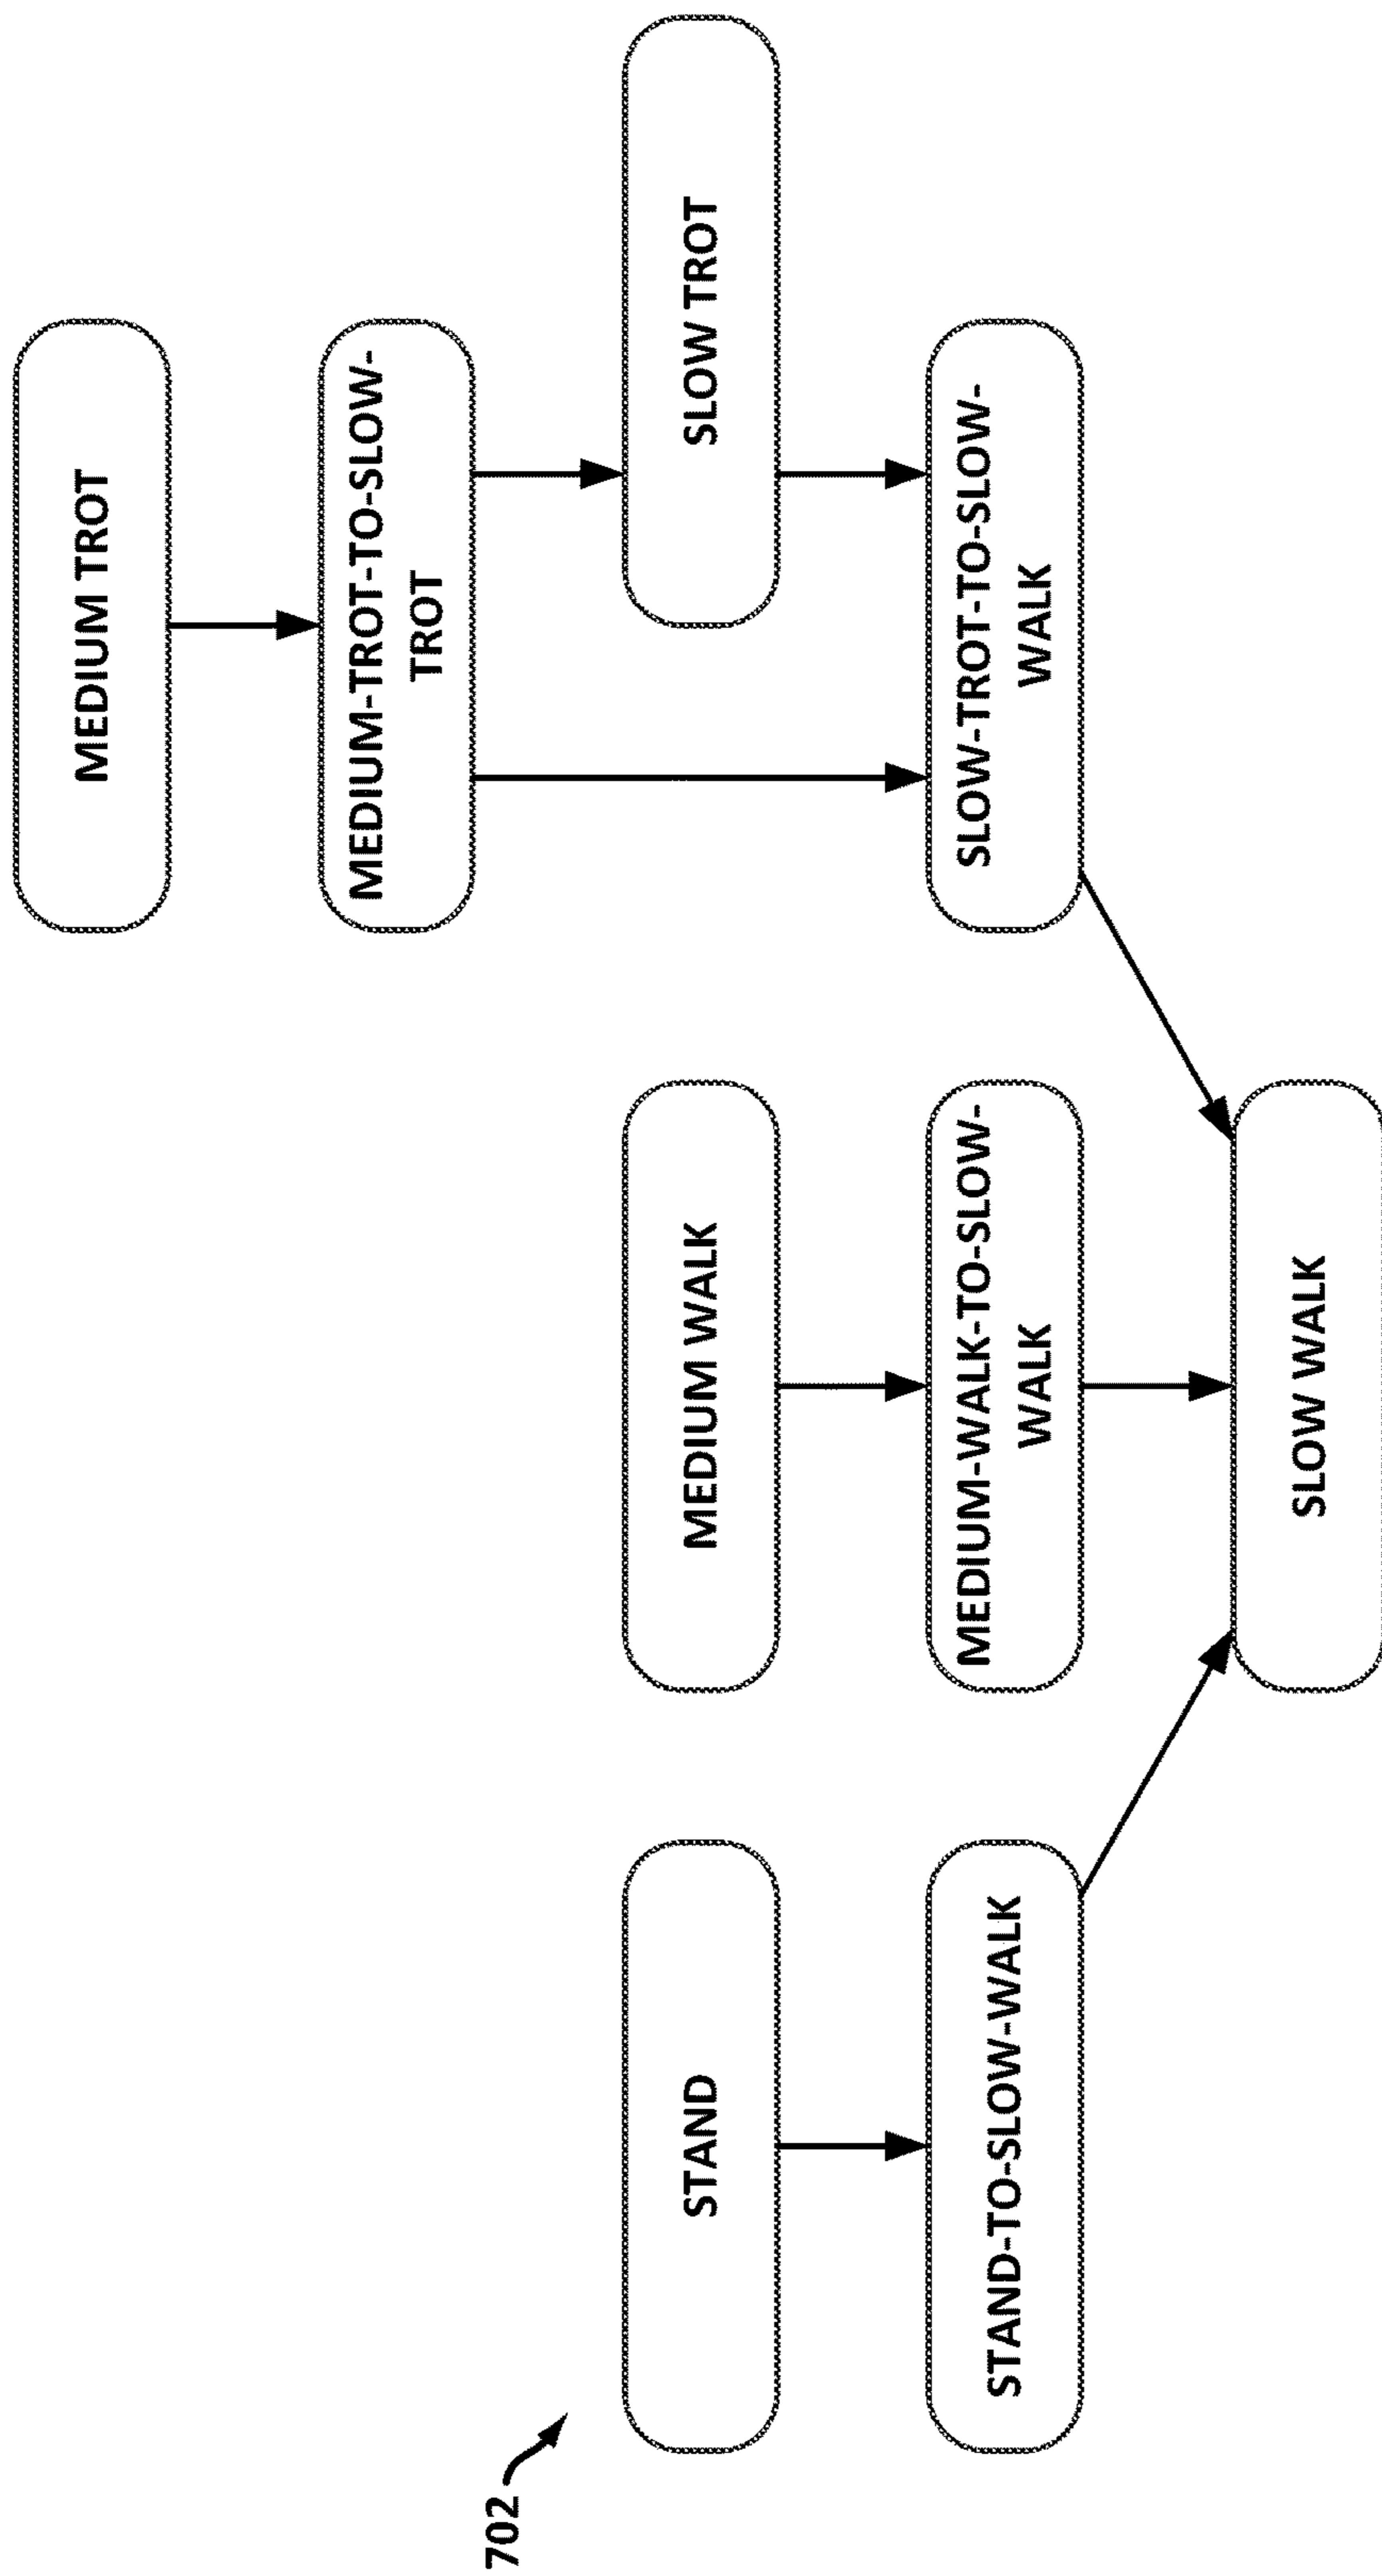 MEDIUM TROT
MEDIUM-TROT-TO-SLOW-
TROT
702
STAND
MEDIUM WALK
SLOW TROT
STAND-TO-SLOW-WALK
MEDIUM-WALK-TO-SLOW-
WALK
SLOW-TROT-TO-SLOW-
WALK
SLOW WALK